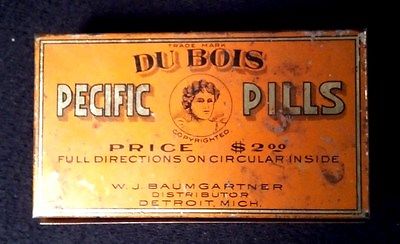 TRADE MARK
DU BOIS
PECIFIC PILLS
COPYRIGHTED
PRICE $2.00
FULL DIRECTIONS ON CIRCULAR INSIDE
W. J. BAUMGARTNER
DISTRIBUTOR
DETROIT, MICH.